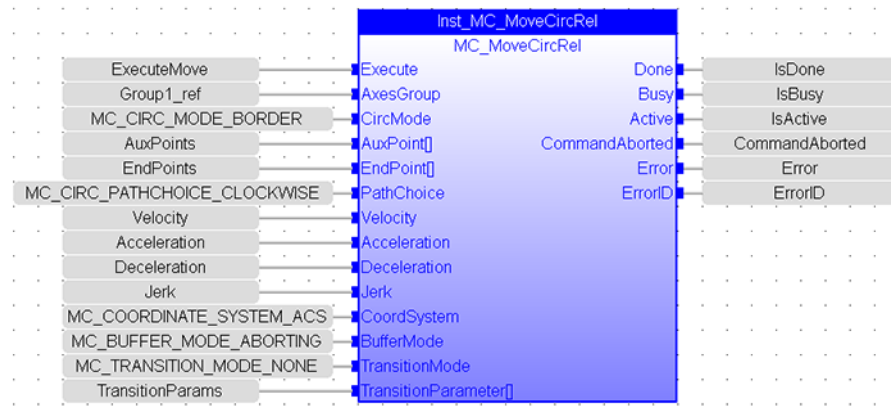 Inst_MC_MoveCircRel
MC_MoveCircRel
ExecuteMove Execute Done IsDone
Group1_ref AxesGroup Busy IsBusy
MC_CIRC_MODE_BORDER CircMode Active IsActive
AuxPoints AuxPoint[] CommandAborted CommandAborted
EndPoints EndPoint[] Error Error
MC_CIRC_PATHCHOICE_CLOCKWISE PathChoice ErrorID ErrorID
Velocity Velocity
Acceleration Acceleration
Deceleration Deceleration
Jerk Jerk
MC_COORDINATE_SYSTEM_ACS CoordSystem
MC_BUFFER_MODE_ABORTING BufferMode
MC_TRANSITION_MODE_NONE TransitionMode
TransitionParams TransitionParameter[]